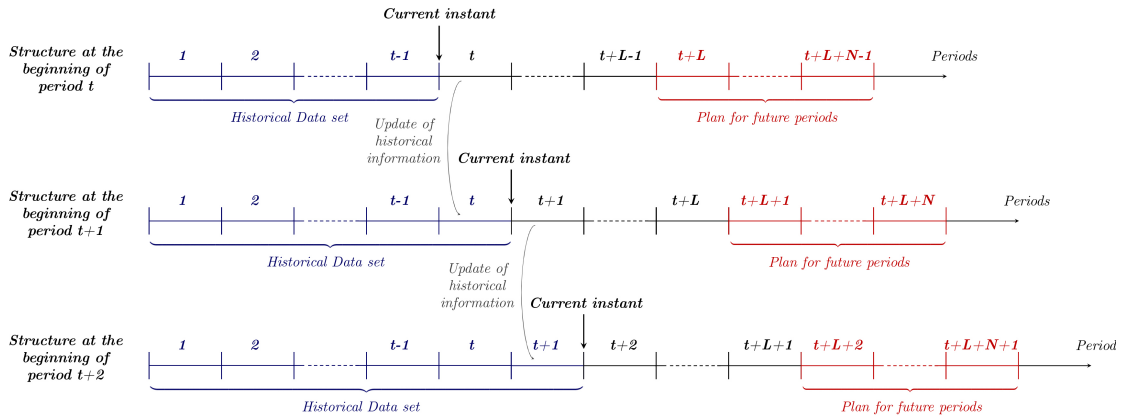 Current instant
Structure at the
beginning of
period t
1 2 t-1 t t+L-1 t+L t+L+N-1 Periods
Historical Data set
Plan for future periods
Update of
historical
information
Current instant
Structure at the
beginning of
period t+1
1 2 t-1 t t+1 t+L t+L+1 t+L+N Periods
Historical Data set
Plan for future periods
Update of
historical
information
Current instant
Structure at the
beginning of
period t+2
1 2 t-1 t t+1 t+2 t+L+1 t+L+2 t+L+N+1 Period
Historical Data set
Plan for future periods